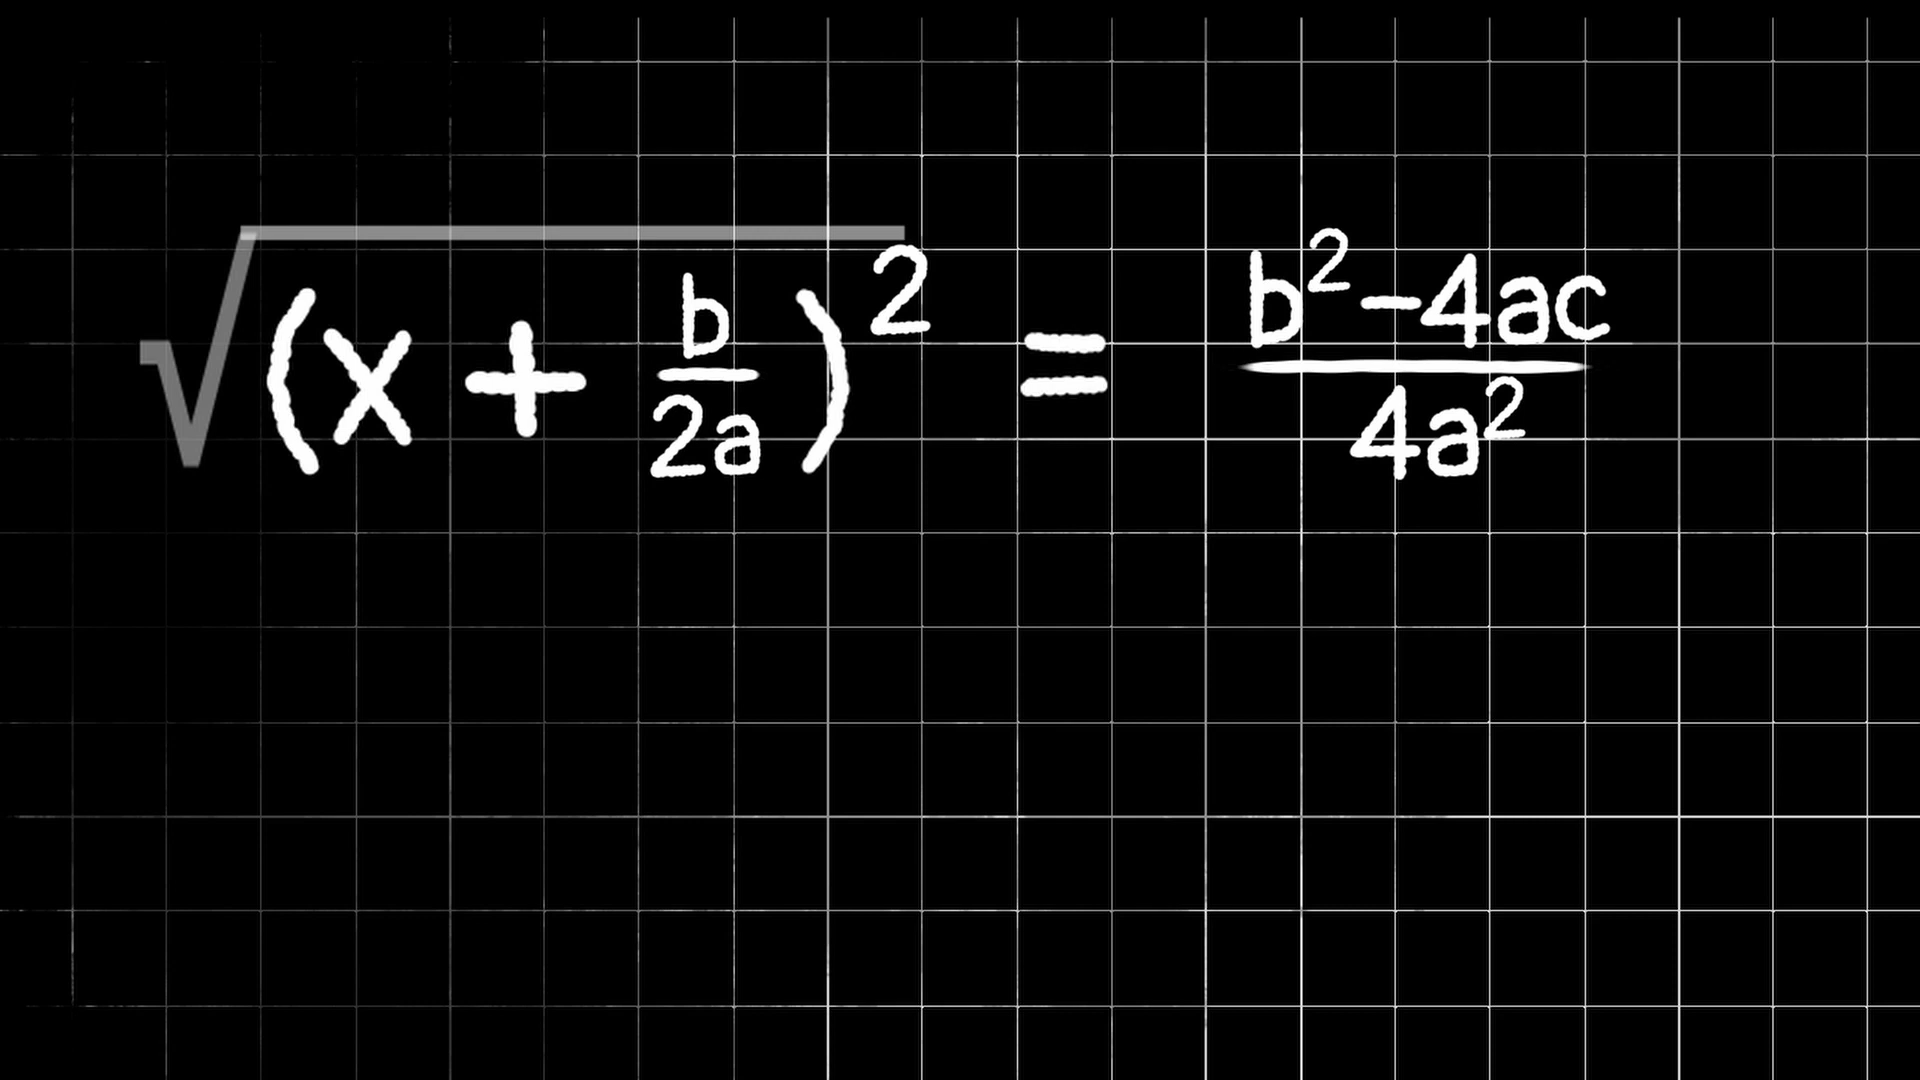 √(x + b/2a)² = b²-4ac/4a²